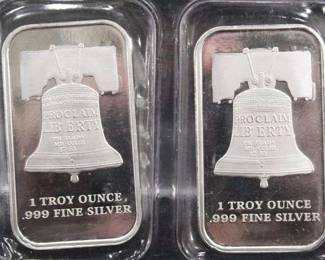 PROCLAIM
LIBERTY
1 TROY OUNCE,
.999 FINE SILVER
PROCLAIM
LIBERTY
1 TROY OUNCE
.999 FINE SILVER